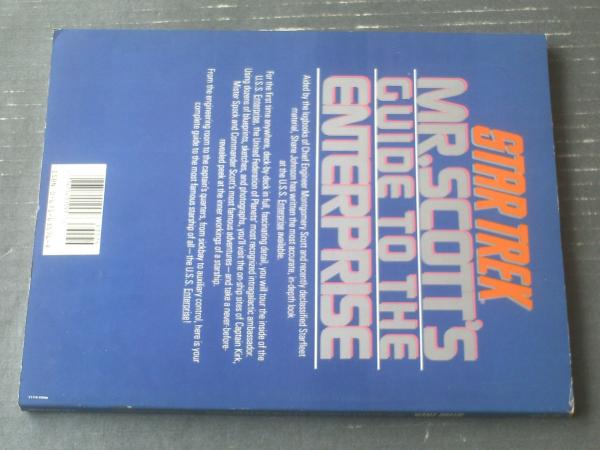 STAR TREK
MR. SCOTT'S
GUIDE TO THE
ENTERPRISE
Aided by the logbooks of Chief Engineer Montgomery Scott and recently declassified Starfleet
material, Shane Johnson has written the most accurate, in-depth look
at the U.S.S. Enterprise available.
For the first time anywhere, deck by deck in full, fascinating detail, you will tour the inside of the
U.S.S. Enterprise, the United Federation of Planets' most recognized intragalactic ambassador.
Using dozens of blueprints, sketches, and photographs, you'll visit the on-ship sites of Captain Kirk,
Mister Spock and Commander Scott's most famous adventures—and take a never-before-
revealed peek at the inner workings of a starship.
From the engineering room to the captain's quarters, from sickbay to auxiliary control, here is your
complete guide to the most famous starship of all—the U.S.S. Enterprise!